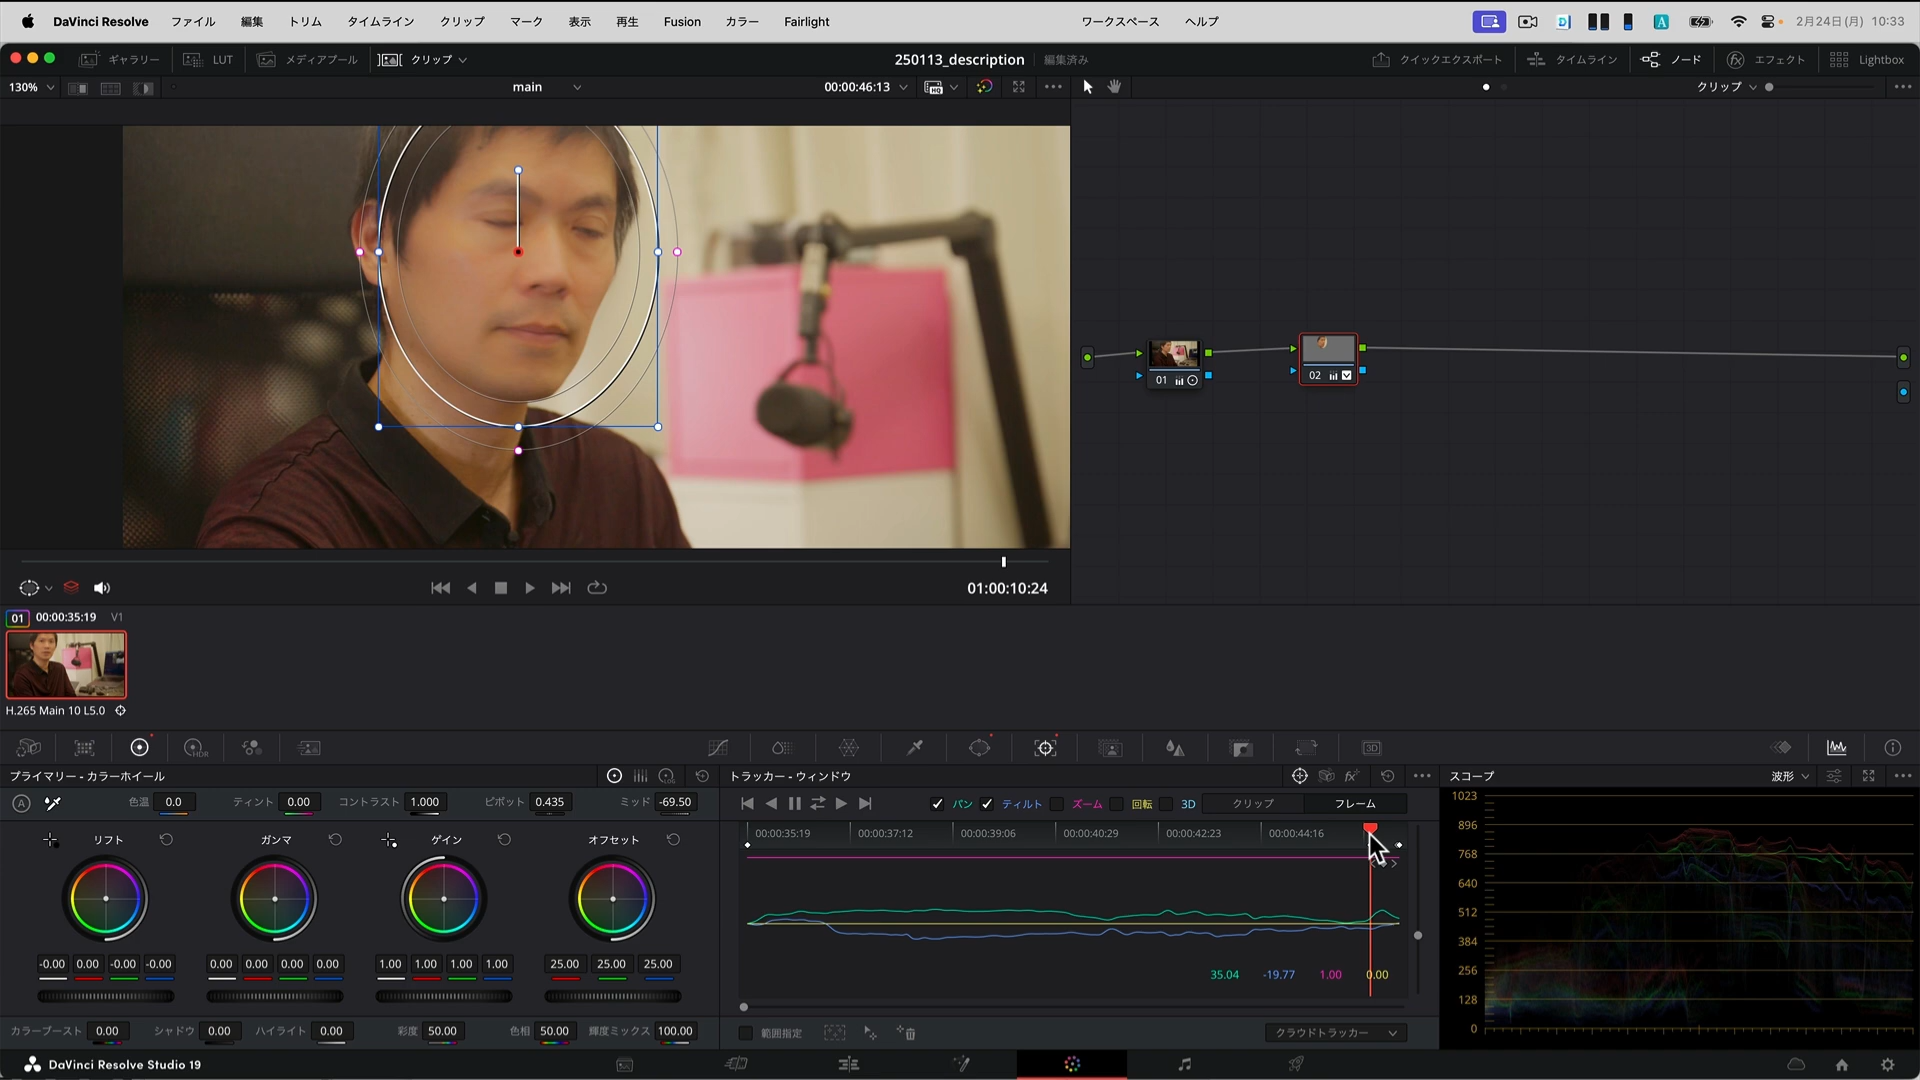 DaVinci Resolve ファイル 編集 トリム タイムライン クリップ マーク 表示 再生 Fusion カラー Fairlight ワークスペース ヘルプ A 2月24日(月) 10:33
ギャラリー LUT メディアプール クリップ 250113_description 編集済み クイックエクスポート タイムライン ノード エフェクト Lightbox
130% main 00:00:46:13 HQ クリップ
01 02
01:00:10:24
01 00:00:35:19 V1
H.265 Main 10 L5.0
HDR 3D
プライマリー - カラーホイール LOG トラッカー - ウィンドウ fx スコープ 波形
A 色温 0.0 ティント 0.00 コントラスト 1.000 ピボット 0.435 ミッド -69.50
パン ティルト ズーム 回転 3D クリップ フレーム
リフト ガンマ ゲイン オフセット
00:00:35:19 00:00:37:12 00:00:39:06 00:00:40:29 00:00:42:23 00:00:44:16
-0.00 0.00 -0.00 -0.00 0.00 0.00 0.00 0.00 1.00 1.00 1.00 1.00 25.00 25.00 25.00
35.04 -19.77 1.00 0.00
カラーブースト 0.00 シャドウ 0.00 ハイライト 0.00 彩度 50.00 色相 50.00 輝度ミックス 100.00
範囲指定 クラウドトラッカー
1023
896
768
640
512
384
256
128
0
DaVinci Resolve Studio 19